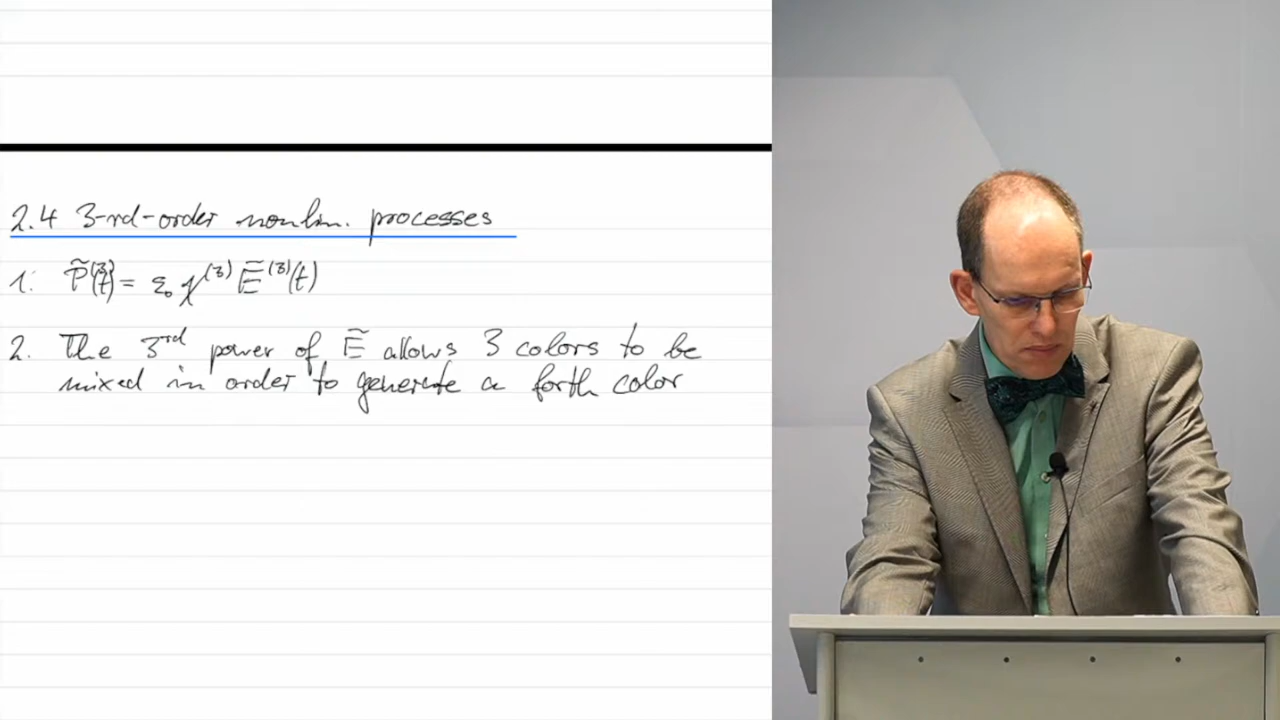 2.4 3-rd-order nonlin. processes
1. P̃⁽³⁾(t) = ε₀ χ⁽³⁾ Ẽ⁽³⁾(t)
2. The 3rd power of Ẽ allows 3 colors to be
mixed in order to generate a forth color